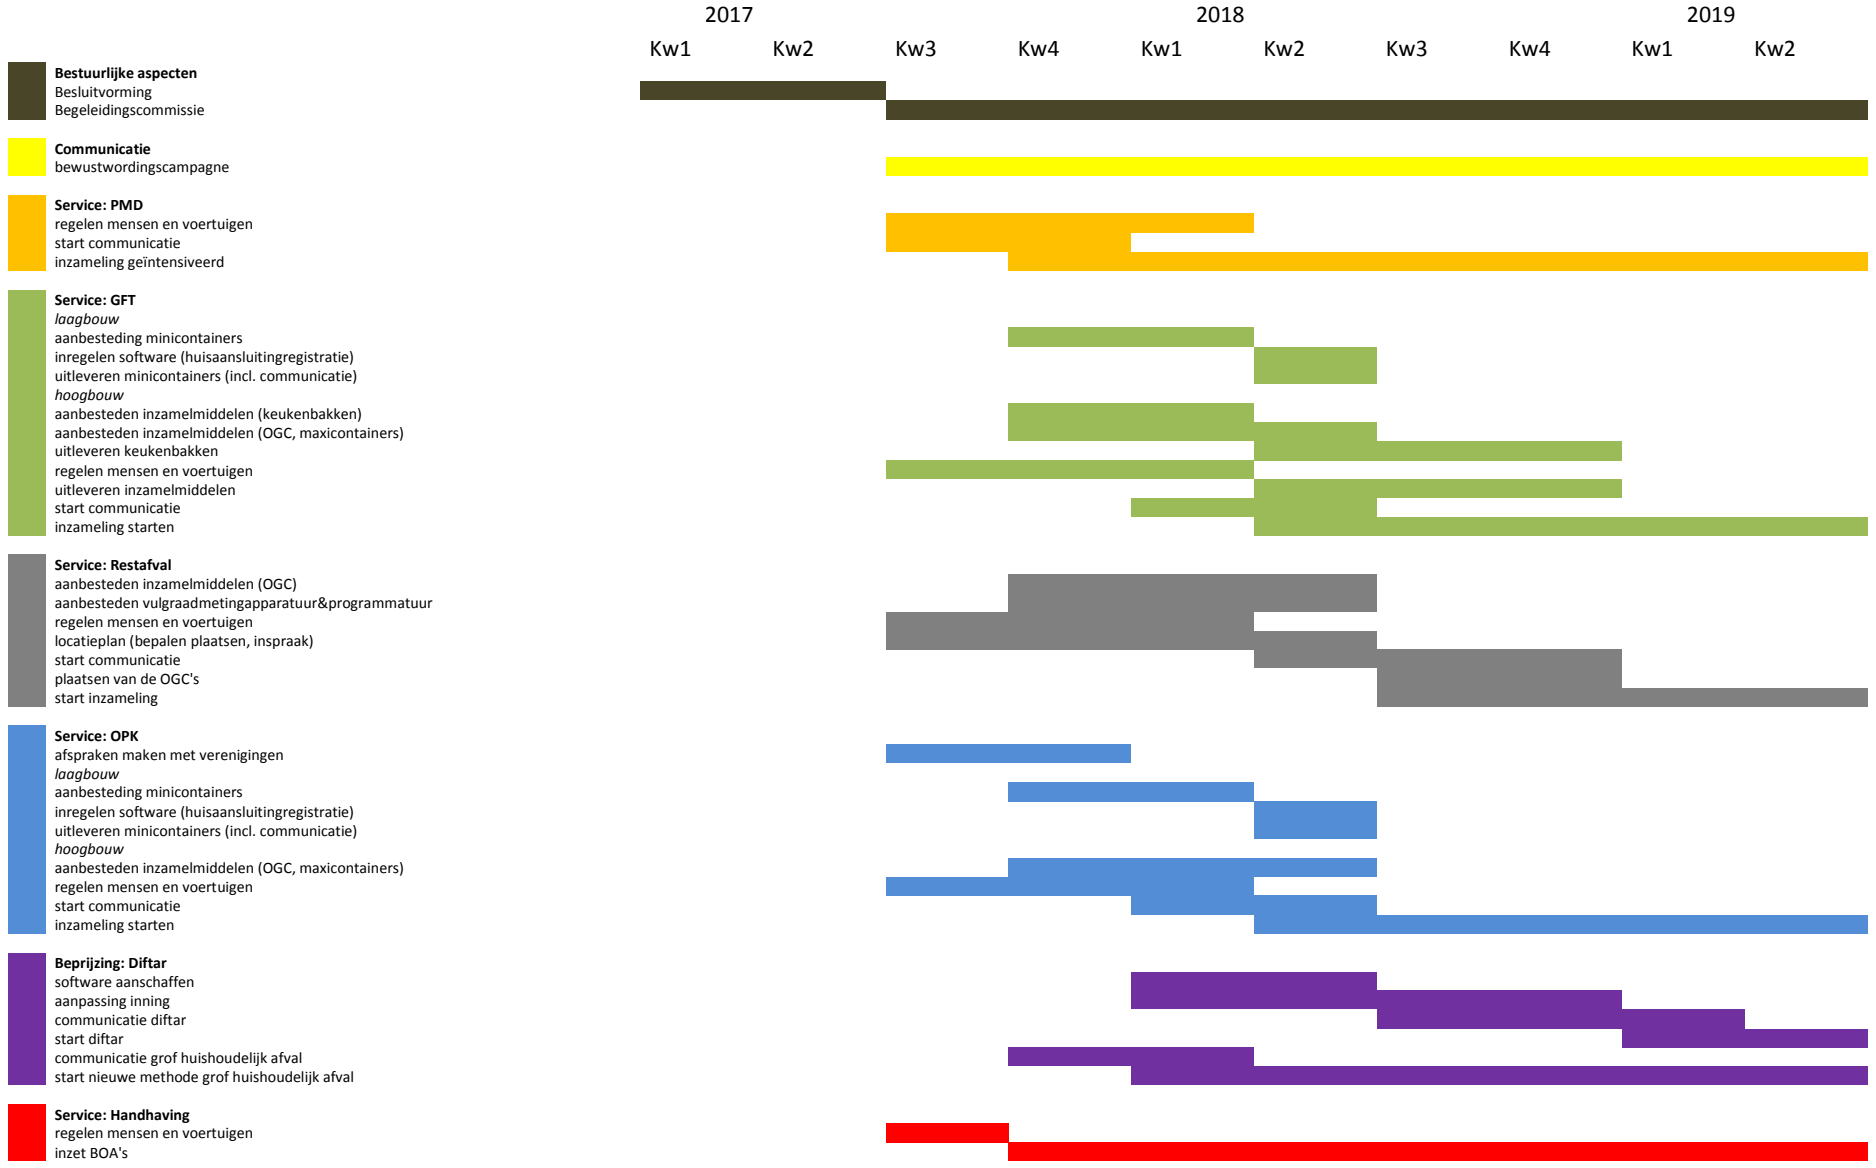 2017 2018 2019
Kw1 Kw2 Kw3 Kw4 Kw1 Kw2 Kw3 Kw4 Kw1 Kw2
Bestuurlijke aspecten
Besluitvorming
Begeleidingscommissie
Communicatie
bewustwordingscampagne
Service: PMD
regelen mensen en voertuigen
start communicatie
inzameling geïntensiveerd
Service: GFT
laagbouw
aanbesteding minicontainers
inregelen software (huisaansluitingregistratie)
uitleveren minicontainers (incl. communicatie)
hoogbouw
aanbesteden inzamelmiddelen (keukenbakken)
aanbesteden inzamelmiddelen (OGC, maxicontainers)
uitleveren keukenbakken
regelen mensen en voertuigen
uitleveren inzamelmiddelen
start communicatie
inzameling starten
Service: Restafval
aanbesteden inzamelmiddelen (OGC)
aanbesteden vulgraadmetingapparatuur&programmatuur
regelen mensen en voertuigen
locatieplan (bepalen plaatsen, inspraak)
start communicatie
plaatsen van de OGC's
start inzameling
Service: OPK
afspraken maken met verenigingen
laagbouw
aanbesteding minicontainers
inregelen software (huisaansluitingregistratie)
uitleveren minicontainers (incl. communicatie)
hoogbouw
aanbesteden inzamelmiddelen (OGC, maxicontainers)
regelen mensen en voertuigen
start communicatie
inzameling starten
Beprijzing: Diftar
software aanschaffen
aanpassing inning
communicatie diftar
start diftar
communicatie grof huishoudelijk afval
start nieuwe methode grof huishoudelijk afval
Service: Handhaving
regelen mensen en voertuigen
inzet BOA's